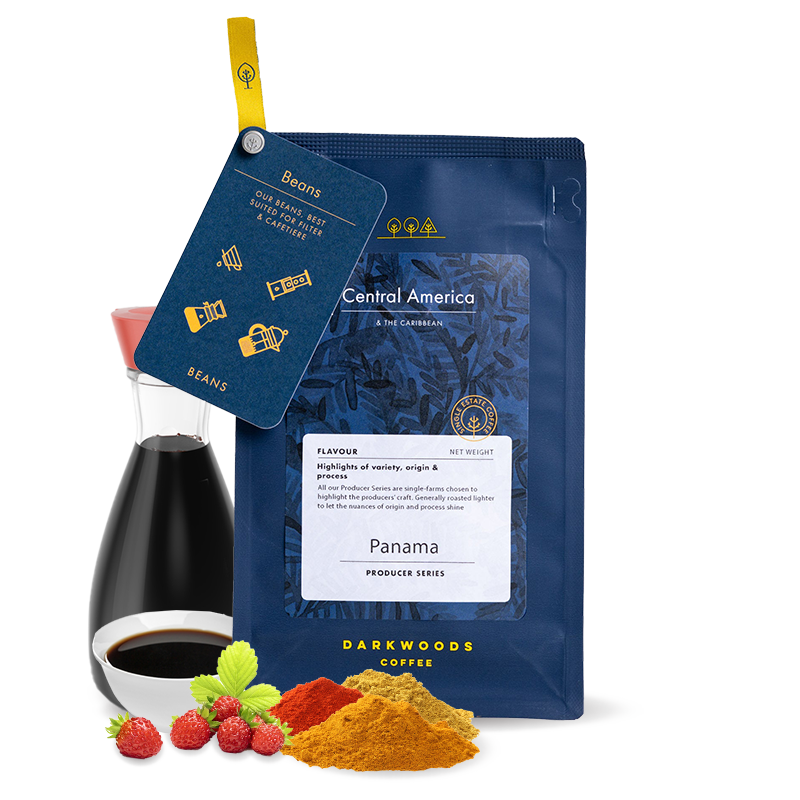 Beans
OUR BEANS, BEST
SUITED FOR FILTER
& CAFETIERE
BEANS
Central America
& THE CARIBBEAN
SINGLE ESTATE COFFEE
FLAVOUR
NET WEIGHT
Highlights of variety, origin &
process
All our Producer Series are single-farms chosen to
highlight the producers' craft. Generally roasted lighter
to let the nuances of origin and process shine
Panama
PRODUCER SERIES
DARKWOODS
COFFEE